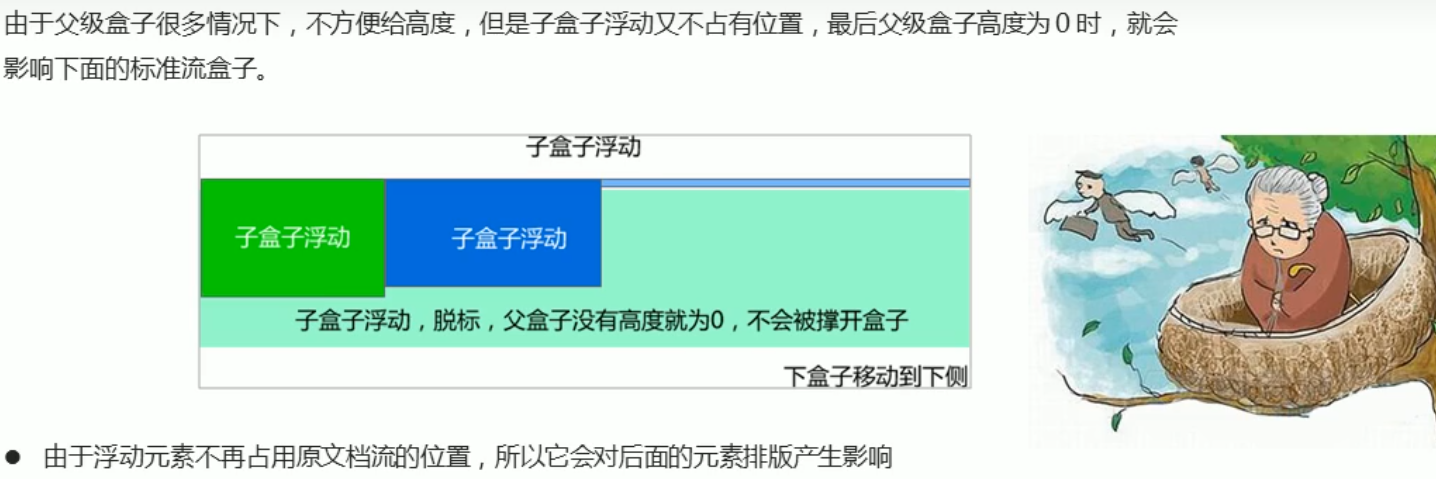 由于父级盒子很多情况下，不方便给高度，但是子盒子浮动又不占有位置，最后父级盒子高度为0时，就会
影响下面的标准流盒子。
子盒子浮动
子盒子浮动
子盒子浮动
子盒子浮动，脱标，父盒子没有高度就为0，不会被撑开盒子
下盒子移动到下侧
● 由于浮动元素不再占用原文档流的位置，所以它会对后面的元素排版产生影响